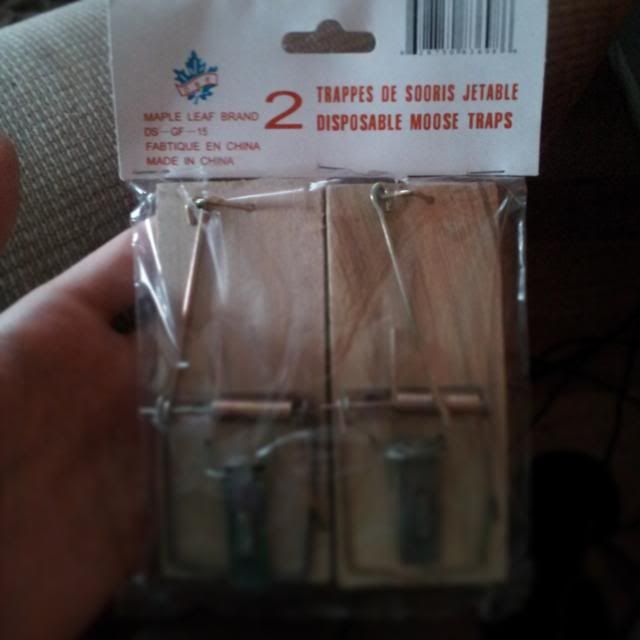 MAPLE LEAF BRAND
DS-GF-15
FABTIQUE EN CHINA
MADE IN CHINA
2
TRAPPES DE SOORIS JETABLE
DISPOSABLE MOOSE TRAPS